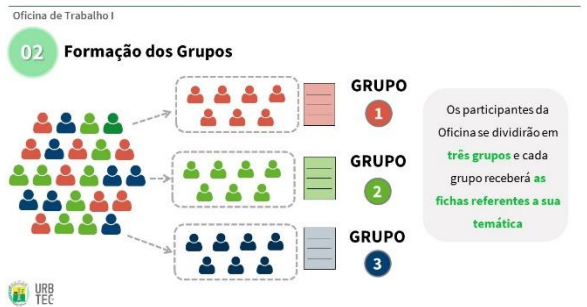 Oficina de Trabalho I
02
Formação dos Grupos
GRUPO
1
GRUPO
2
GRUPO
3
Os participantes da
Oficina se dividirão em
três grupos e cada
grupo receberá as
fichas referentes a sua
temática
URB
TEC